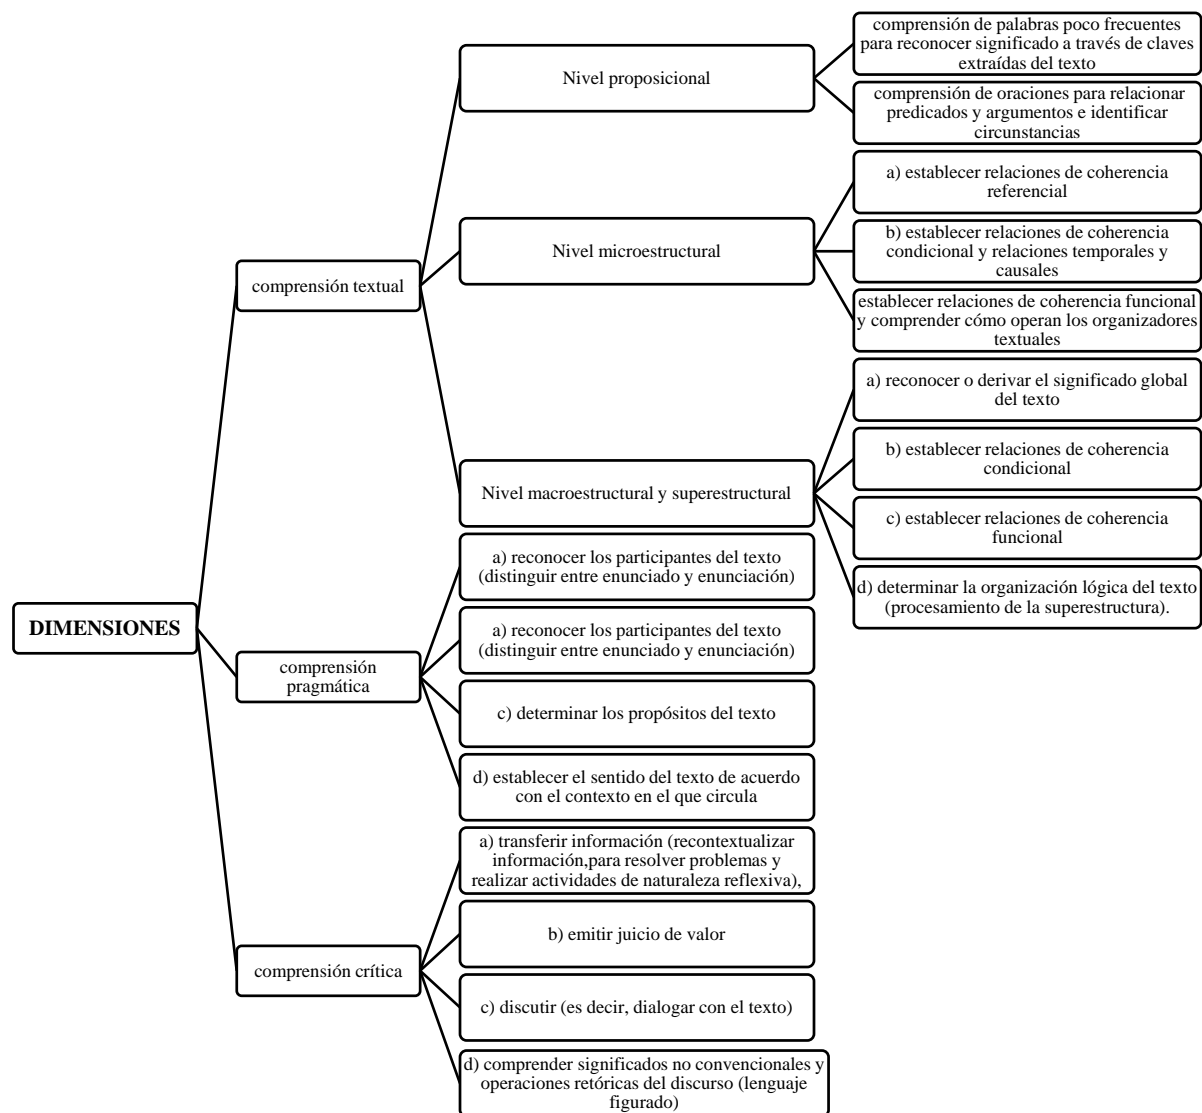 DIMENSIONES
comprensión textual
Nivel proposicional
comprensión de palabras poco frecuentes
para reconocer significado a través de claves
extraídas del texto
comprensión de oraciones para relacionar
predicados y argumentos e identificar
circunstancias
Nivel microestructural
a) establecer relaciones de coherencia
referencial
b) establecer relaciones de coherencia
condicional y relaciones temporales y
causales
establecer relaciones de coherencia funcional
y comprender cómo operan los organizadores
textuales
Nivel macroestructural y superestructural
a) reconocer o derivar el significado global
del texto
b) establecer relaciones de coherencia
condicional
c) establecer relaciones de coherencia
funcional
d) determinar la organización lógica del texto
(procesamiento de la superestructura).
comprensión
pragmática
a) reconocer los participantes del texto
(distinguir entre enunciado y enunciación)
a) reconocer los participantes del texto
(distinguir entre enunciado y enunciación)
c) determinar los propósitos del texto
d) establecer el sentido del texto de acuerdo
con el contexto en el que circula
comprensión crítica
a) transferir información (recontextualizar
información,para resolver problemas y
realizar actividades de naturaleza reflexiva),
b) emitir juicio de valor
c) discutir (es decir, dialogar con el texto)
d) comprender significados no convencionales y
operaciones retóricas del discurso (lenguaje
figurado)